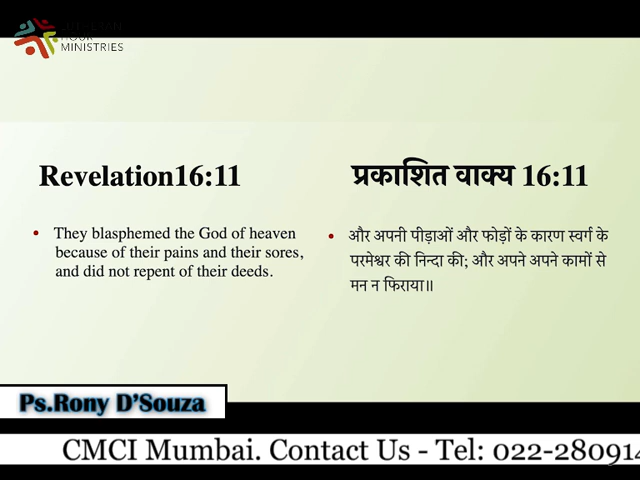 LUTHERAN
HOUR
MINISTRIES
Revelation16:11
• They blasphemed the God of heaven
because of their pains and their sores,
and did not repent of their deeds.
प्रकाशित वाक्य 16:11
• और अपनी पीड़ाओं और फोड़ों के कारण स्वर्ग के
परमेश्वर की निन्दा की; और अपने अपने कामों से
मन न फिराया॥
Ps.Rony D'Souza
CMCI Mumbai. Contact Us - Tel: 022-280914